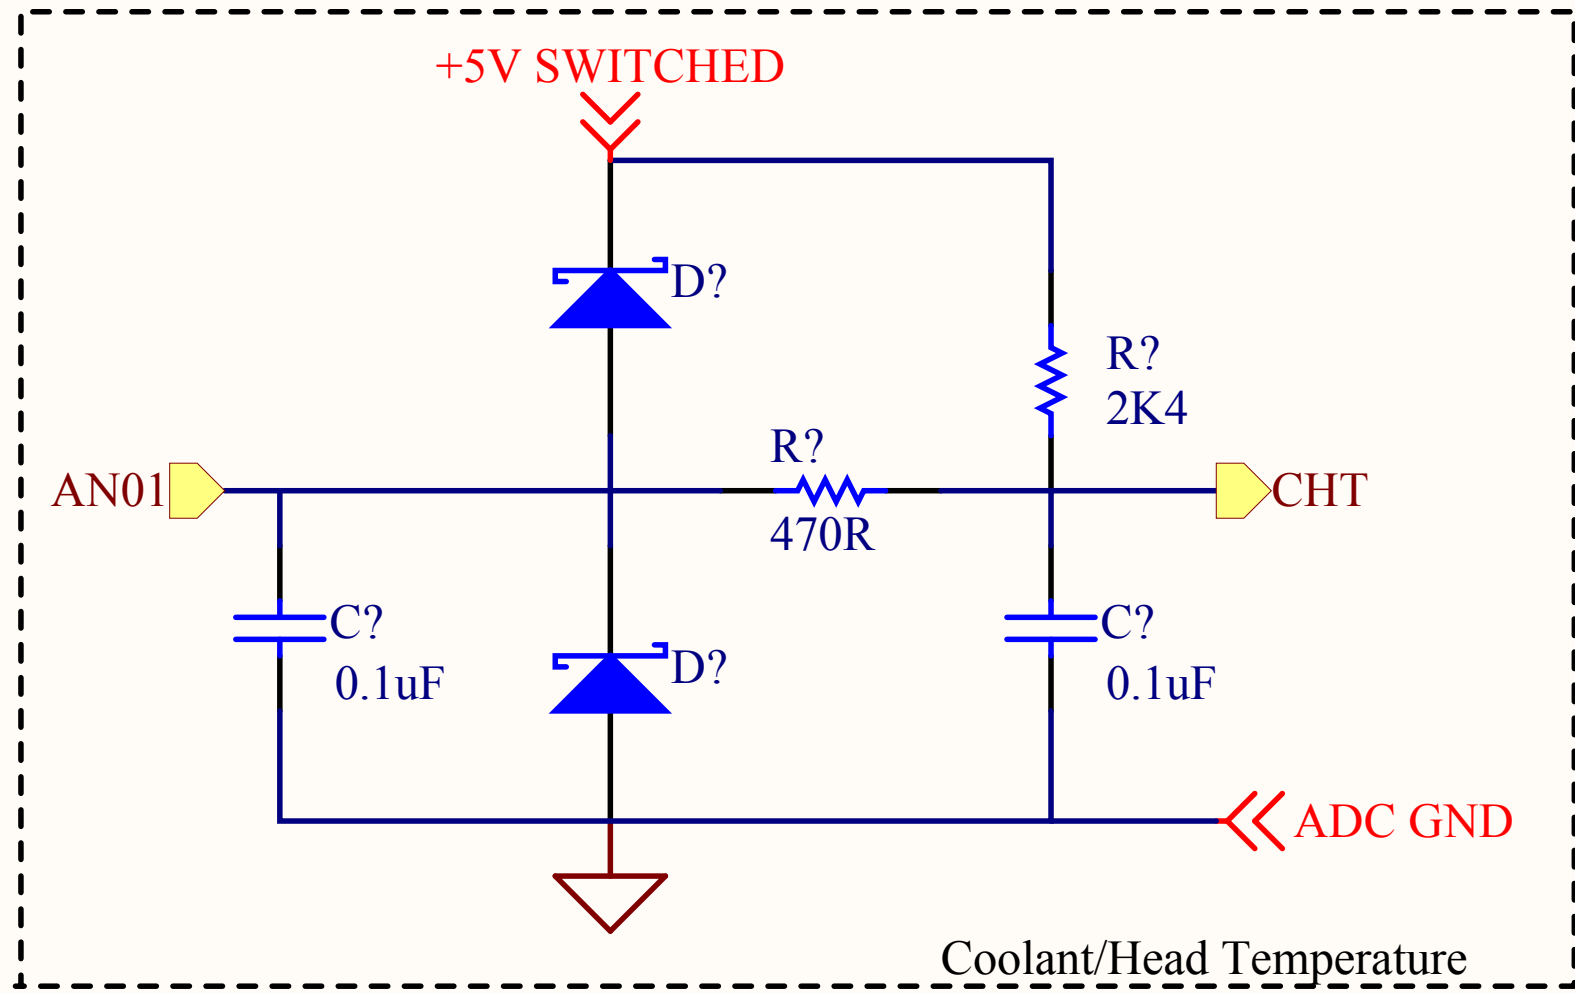 +5V SWITCHED
D?
R?
2K4
R?
AN01
CHT
470R
C?
0.1uF
D?
C?
0.1uF
ADC GND
Coolant/Head Temperature